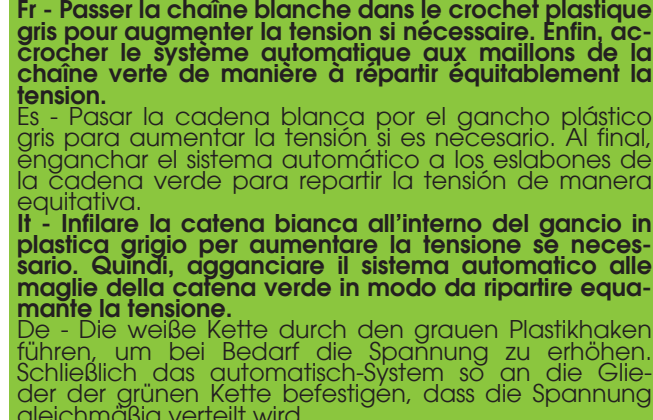 Fr - Passer la chaîne blanche dans le crochet plastique
gris pour augmenter la tension si nécessaire. Enfin, ac-
crocher le système automatique aux maillons de la
chaîne verte de manière à répartir équitablement la
tension.
Es - Pasar la cadena blanca por el gancho plástico
gris para aumentar la tensión si es necesario. Al final,
enganchar el sistema automático a los eslabones de
la cadena verde para repartir la tensión de manera
equitativa.
It - Infilare la catena bianca all'interno del gancio in
plastica grigio per aumentare la tensione se neces-
sario. Quindi, agganciare il sistema automatico alle
maglie della catena verde in modo da ripartire equa-
mante la tensione.
De - Die weiße Kette durch den grauen Plastikhaken
führen, um bei Bedarf die Spannung zu erhöhen.
Schließlich das automatisch-System so an die Glie-
der der grünen Kette befestigen, dass die Spannung
gleichmäßig verteilt wird.